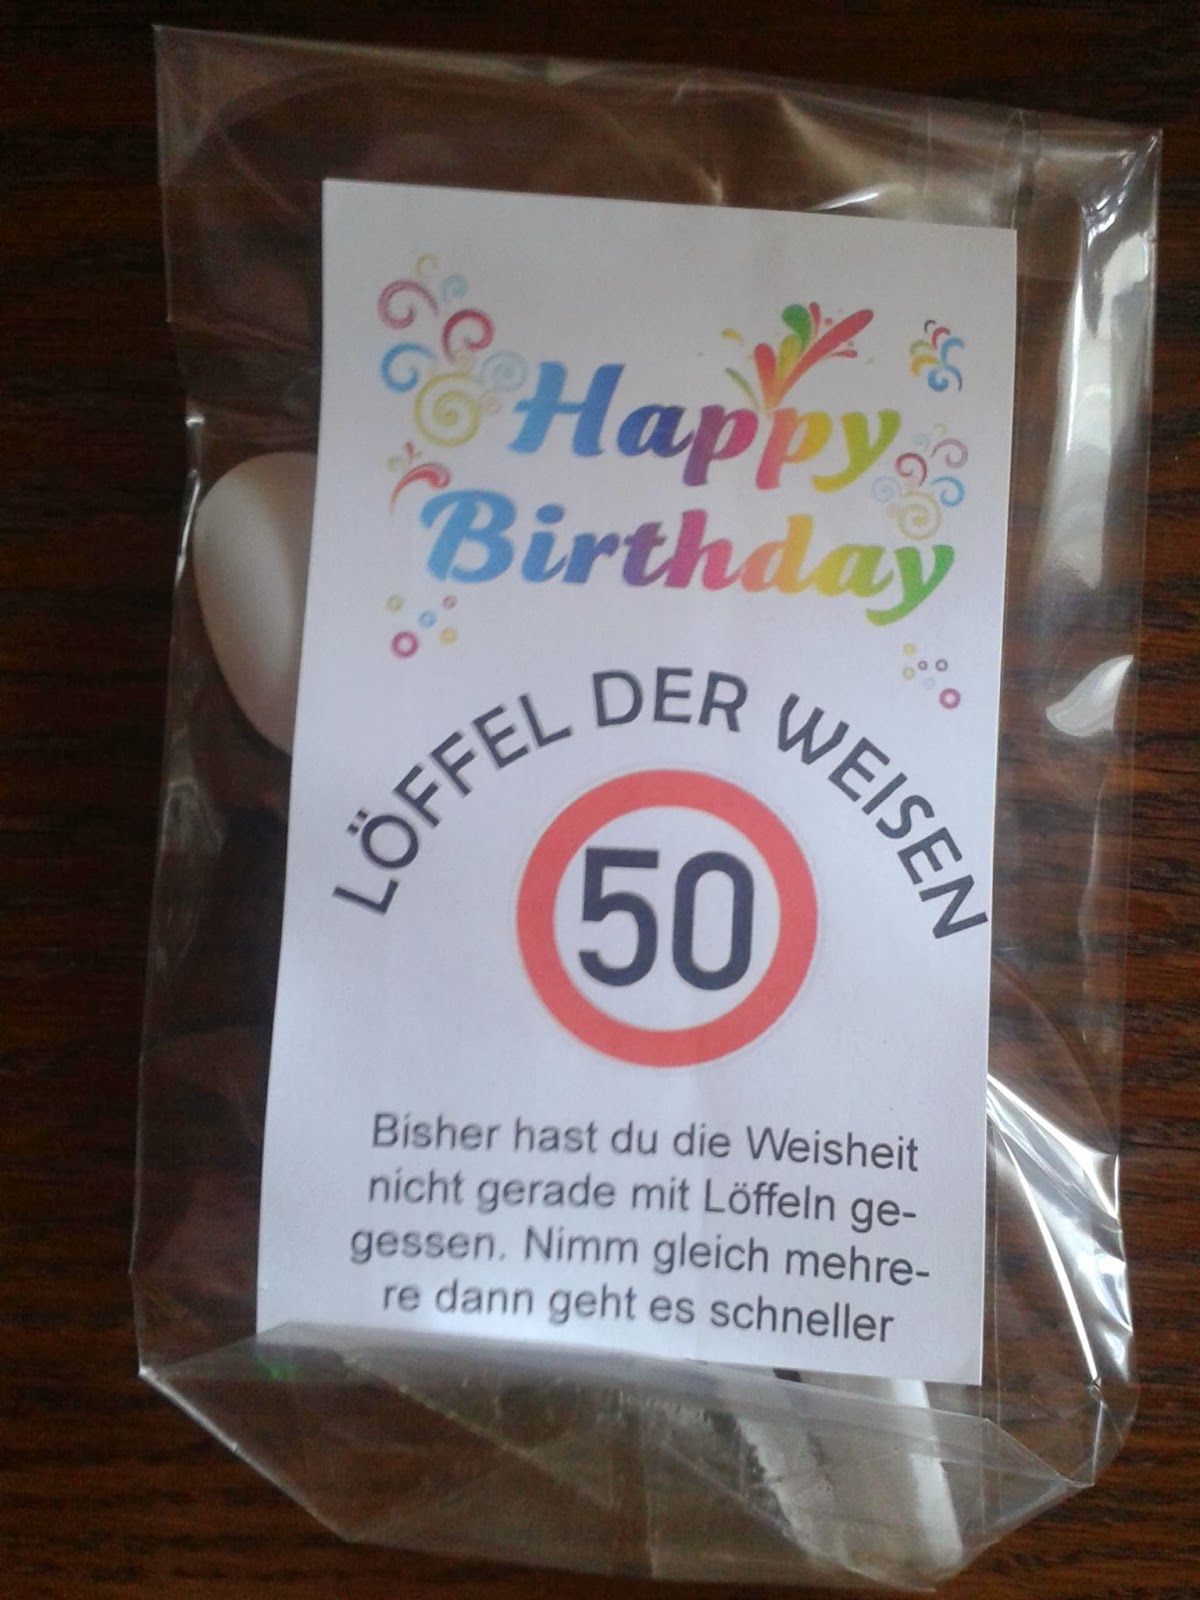 Happy
Birthday
LÖFFEL DER WEISEN
50
Bisher hast du die Weisheit
nicht gerade mit Löffeln ge-
gessen. Nimm gleich mehre-
re dann geht es schneller